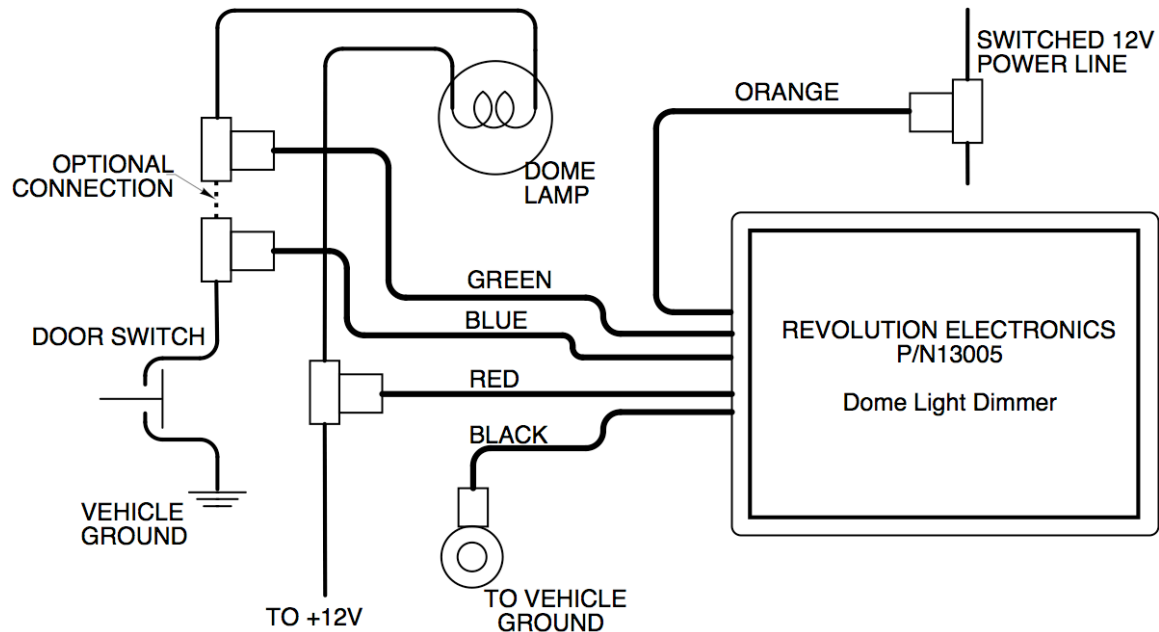 SWITCHED 12V
POWER LINE
ORANGE
OPTIONAL
CONNECTION
DOME
LAMP
GREEN
BLUE
DOOR SWITCH
REVOLUTION ELECTRONICS
P/N13005
Dome Light Dimmer
RED
BLACK
VEHICLE
GROUND
TO +12V
TO VEHICLE
GROUND